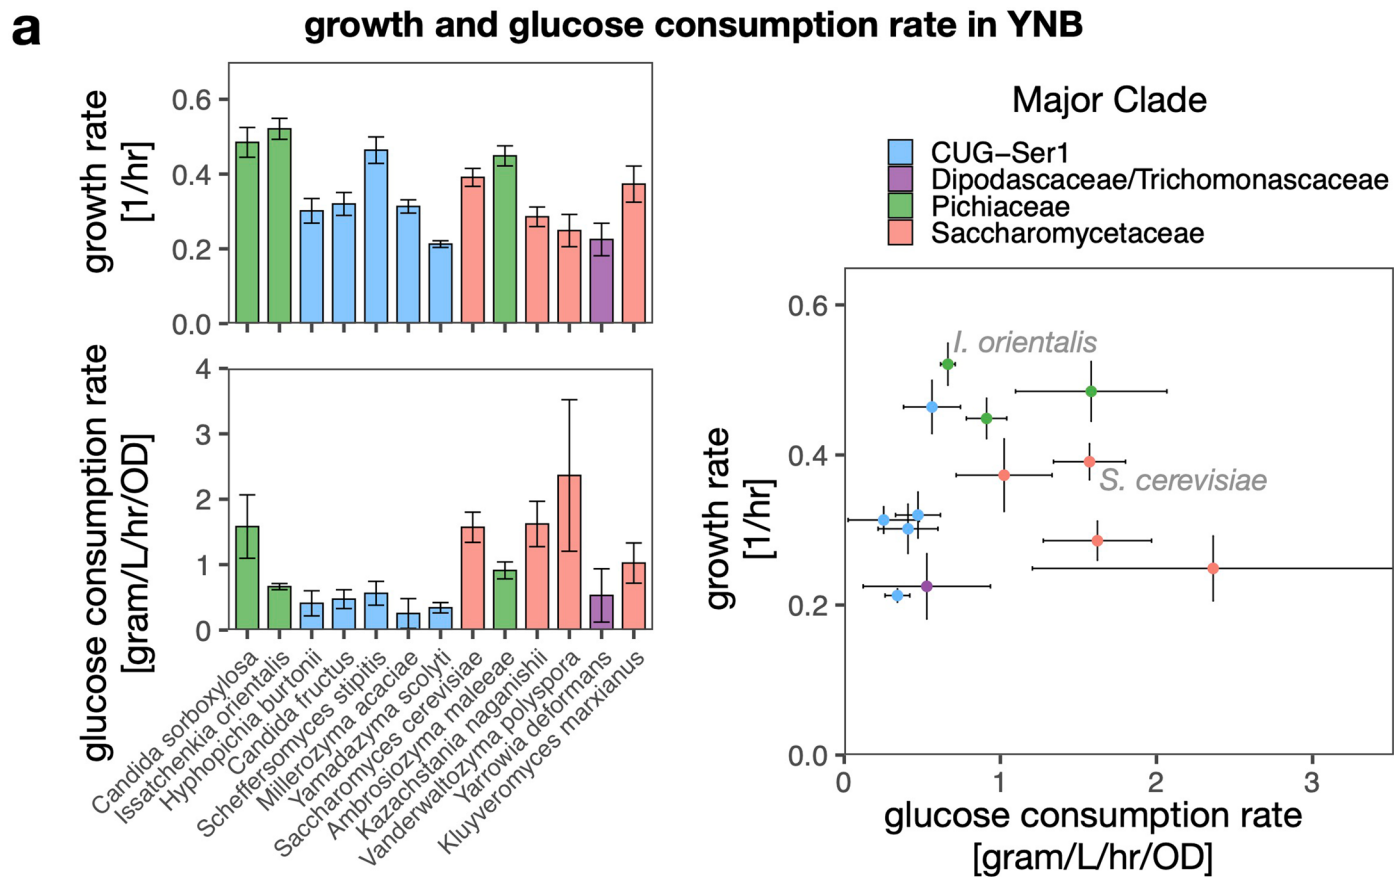 a
growth and glucose consumption rate in YNB
growth rate
[1/hr]
0.6
0.4
0.2
0.0
glucose consumption rate
[gram/L/hr/OD]
4
3
2
1
0
Candida sorboxylosa
Issatchenkia orientalis
Hyphopichia burtonii
Candida fructus
Scheffersomyces stipitis
Millerozyma acaciae
Yamadazyma scolyti
Saccharomyces cerevisiae
Ambrosiozyma maleeae
Kazachstania naganishii
Vanderwaltozyma polyspora
Yarrowia deformans
Kluyveromyces marxianus
Major Clade
CUG−Ser1
Dipodascaceae/Trichomonascaceae
Pichiaceae
Saccharomycetaceae
growth rate
[1/hr]
0.6
0.4
0.2
0.0
I. orientalis
S. cerevisiae
0
1
2
3
glucose consumption rate
[gram/L/hr/OD]